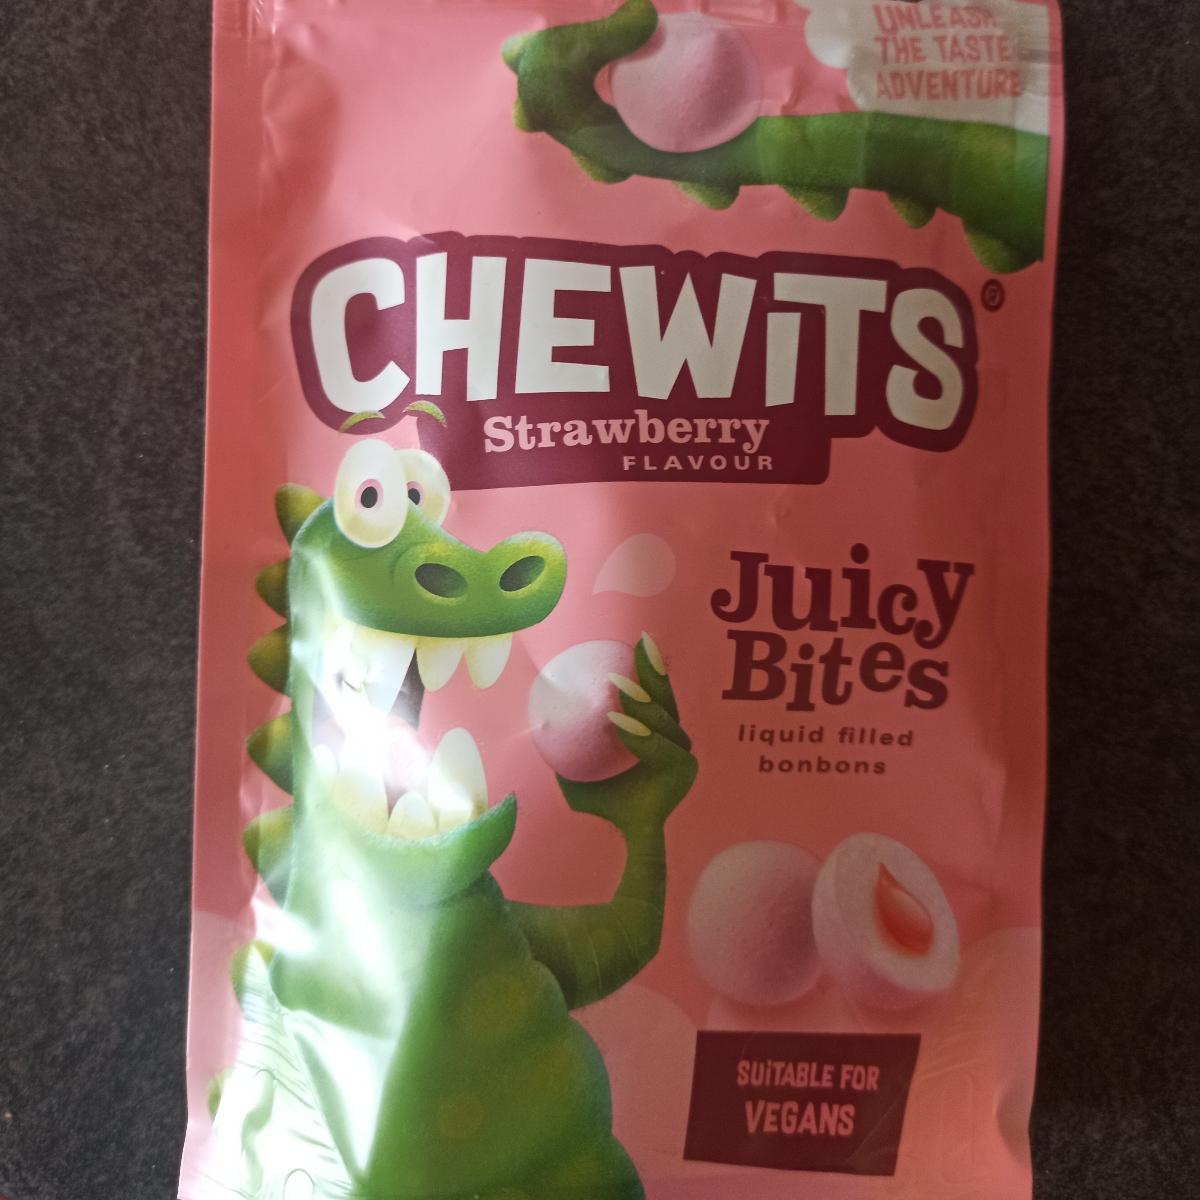 UNLEASH
THE TASTE
ADVENTURE
CHEWiTS®
Strawberry
FLAVOUR
Juicy
Bites
liquid filled
bonbons
SUiTABLE FOR
VEGANS